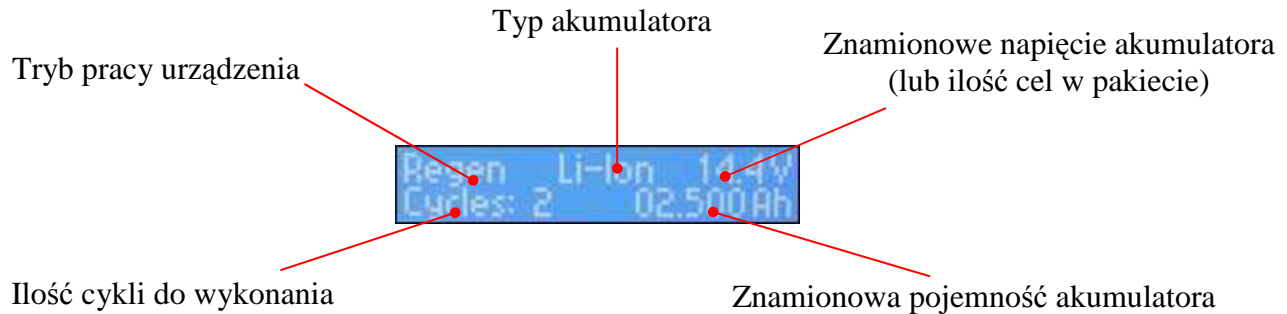 Typ akumulatora
Znamionowe napięcie akumulatora
(lub ilość cel w pakiecie)
Tryb pracy urządzenia
Regen Li-Ion 14.4V
Cycles: 2 02.500Ah
Ilość cykli do wykonania
Znamionowa pojemność akumulatora